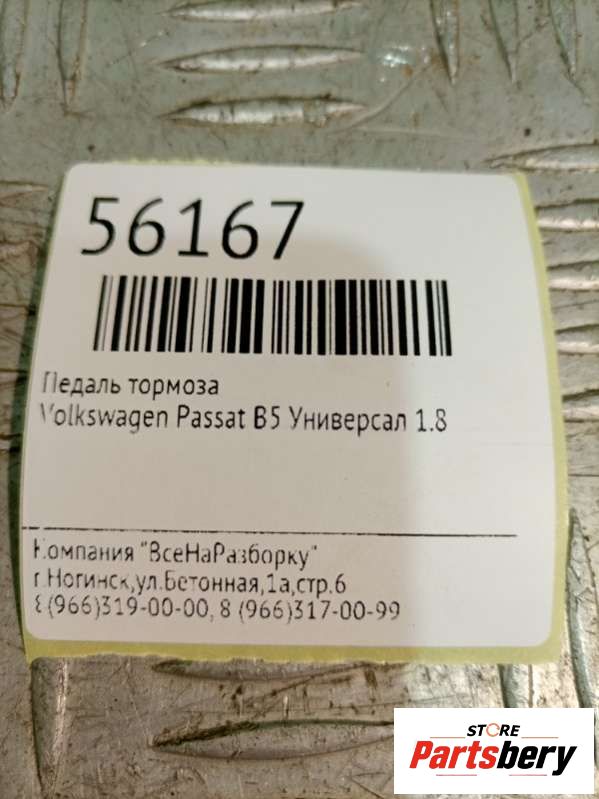 56167
Педаль тормоза
Volkswagen Passat B5 Универсал 1.8
Компания "ВсеНаРазборку"
г.Ногинск,ул.Бетонная,1а,стр.6
8(966)319-00-00, 8 (966)317-00-99
STORE
Partsbery